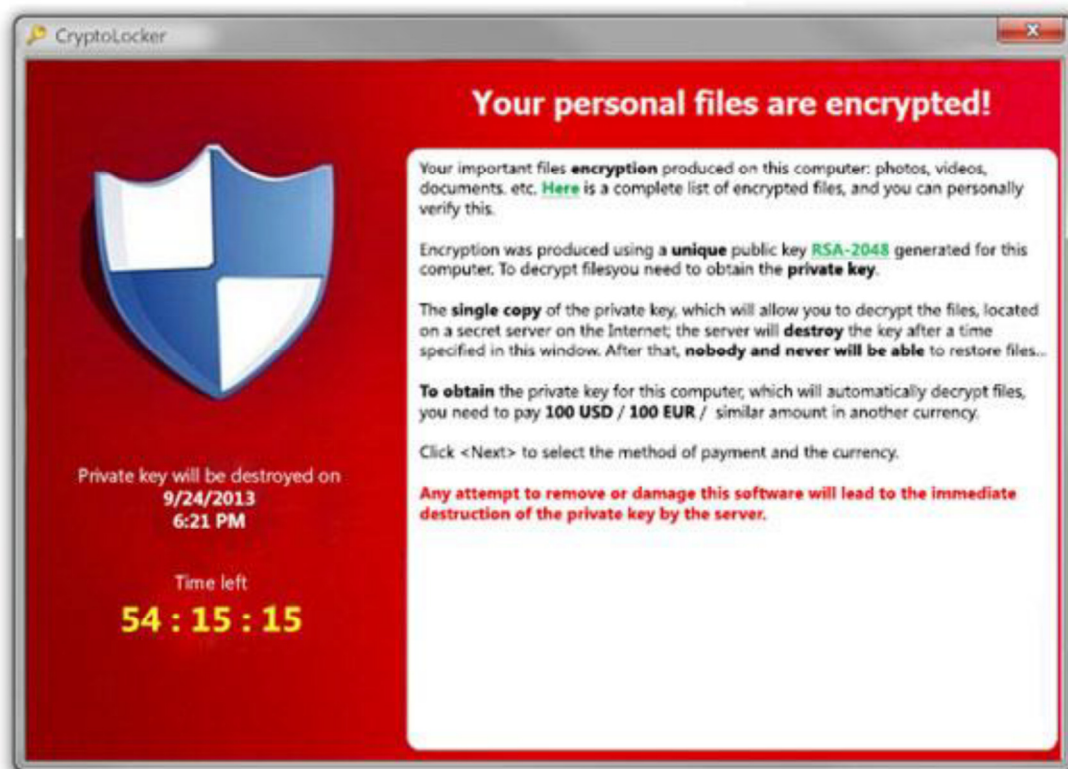 CryptoLocker
Your personal files are encrypted!
Your important files encryption produced on this computer: photos, videos,
documents, etc. Here is a complete list of encrypted files, and you can personally
verify this.
Encryption was produced using a unique public key RSA-2048 generated for this
computer. To decrypt filesyou need to obtain the private key.
The single copy of the private key, which will allow you to decrypt the files, located
on a secret server on the Internet; the server will destroy the key after a time
specified in this window. After that, nobody and never will be able to restore files...
To obtain the private key for this computer, which will automatically decrypt files,
you need to pay 100 USD / 100 EUR / similar amount in another currency.
Click <Next> to select the method of payment and the currency.
Any attempt to remove or damage this software will lead to the immediate
destruction of the private key by the server.
Private key will be destroyed on
9/24/2013
6:21 PM
Time left
54 : 15 : 15